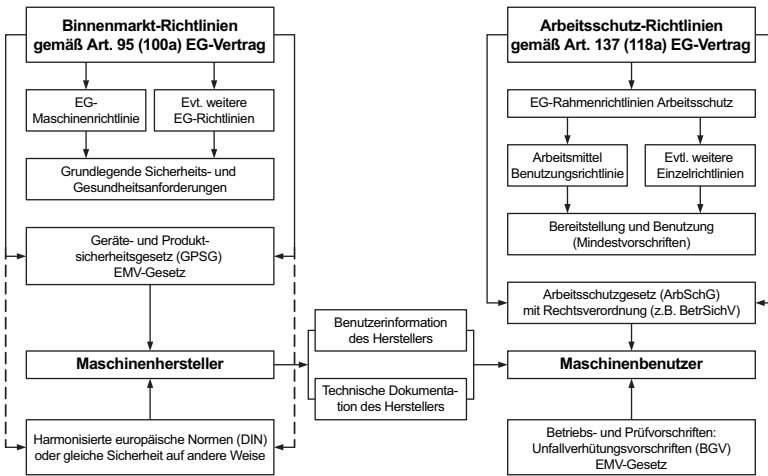 Binnenmarkt-Richtlinien
gemäß Art. 95 (100a) EG-Vertrag
EG-
Maschinenrichtlinie
Evt. weitere
EG-Richtlinien
Grundlegende Sicherheits- und
Gesundheitsanforderungen
Geräte- und Produkt-
sicherheitsgesetz (GPSG)
EMV-Gesetz
Maschinenhersteller
Harmonisierte europäische Normen (DIN)
oder gleiche Sicherheit auf andere Weise
Benutzerinformation
des Herstellers
Technische Dokumenta-
tion des Herstellers
Arbeitsschutz-Richtlinien
gemäß Art. 137 (118a) EG-Vertrag
EG-Rahmenrichtlinien Arbeitsschutz
Arbeitsmittel
Benutzungsrichtlinie
Evtl. weitere
Einzelrichtlinien
Bereitstellung und Benutzung
(Mindestvorschriften)
Arbeitsschutzgesetz (ArbSchG)
mit Rechtsverordnung (z.B. BetrSichV)
Maschinenbenutzer
Betriebs- und Prüfvorschriften:
Unfallverhütungsvorschriften (BGV)
EMV-Gesetz